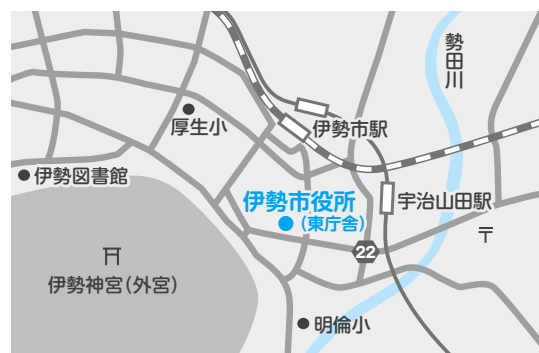 勢田川
厚生小
伊勢市駅
伊勢図書館
伊勢市役所
(東庁舎)
宇治山田駅
22
〒
伊勢神宮(外宮)
明倫小